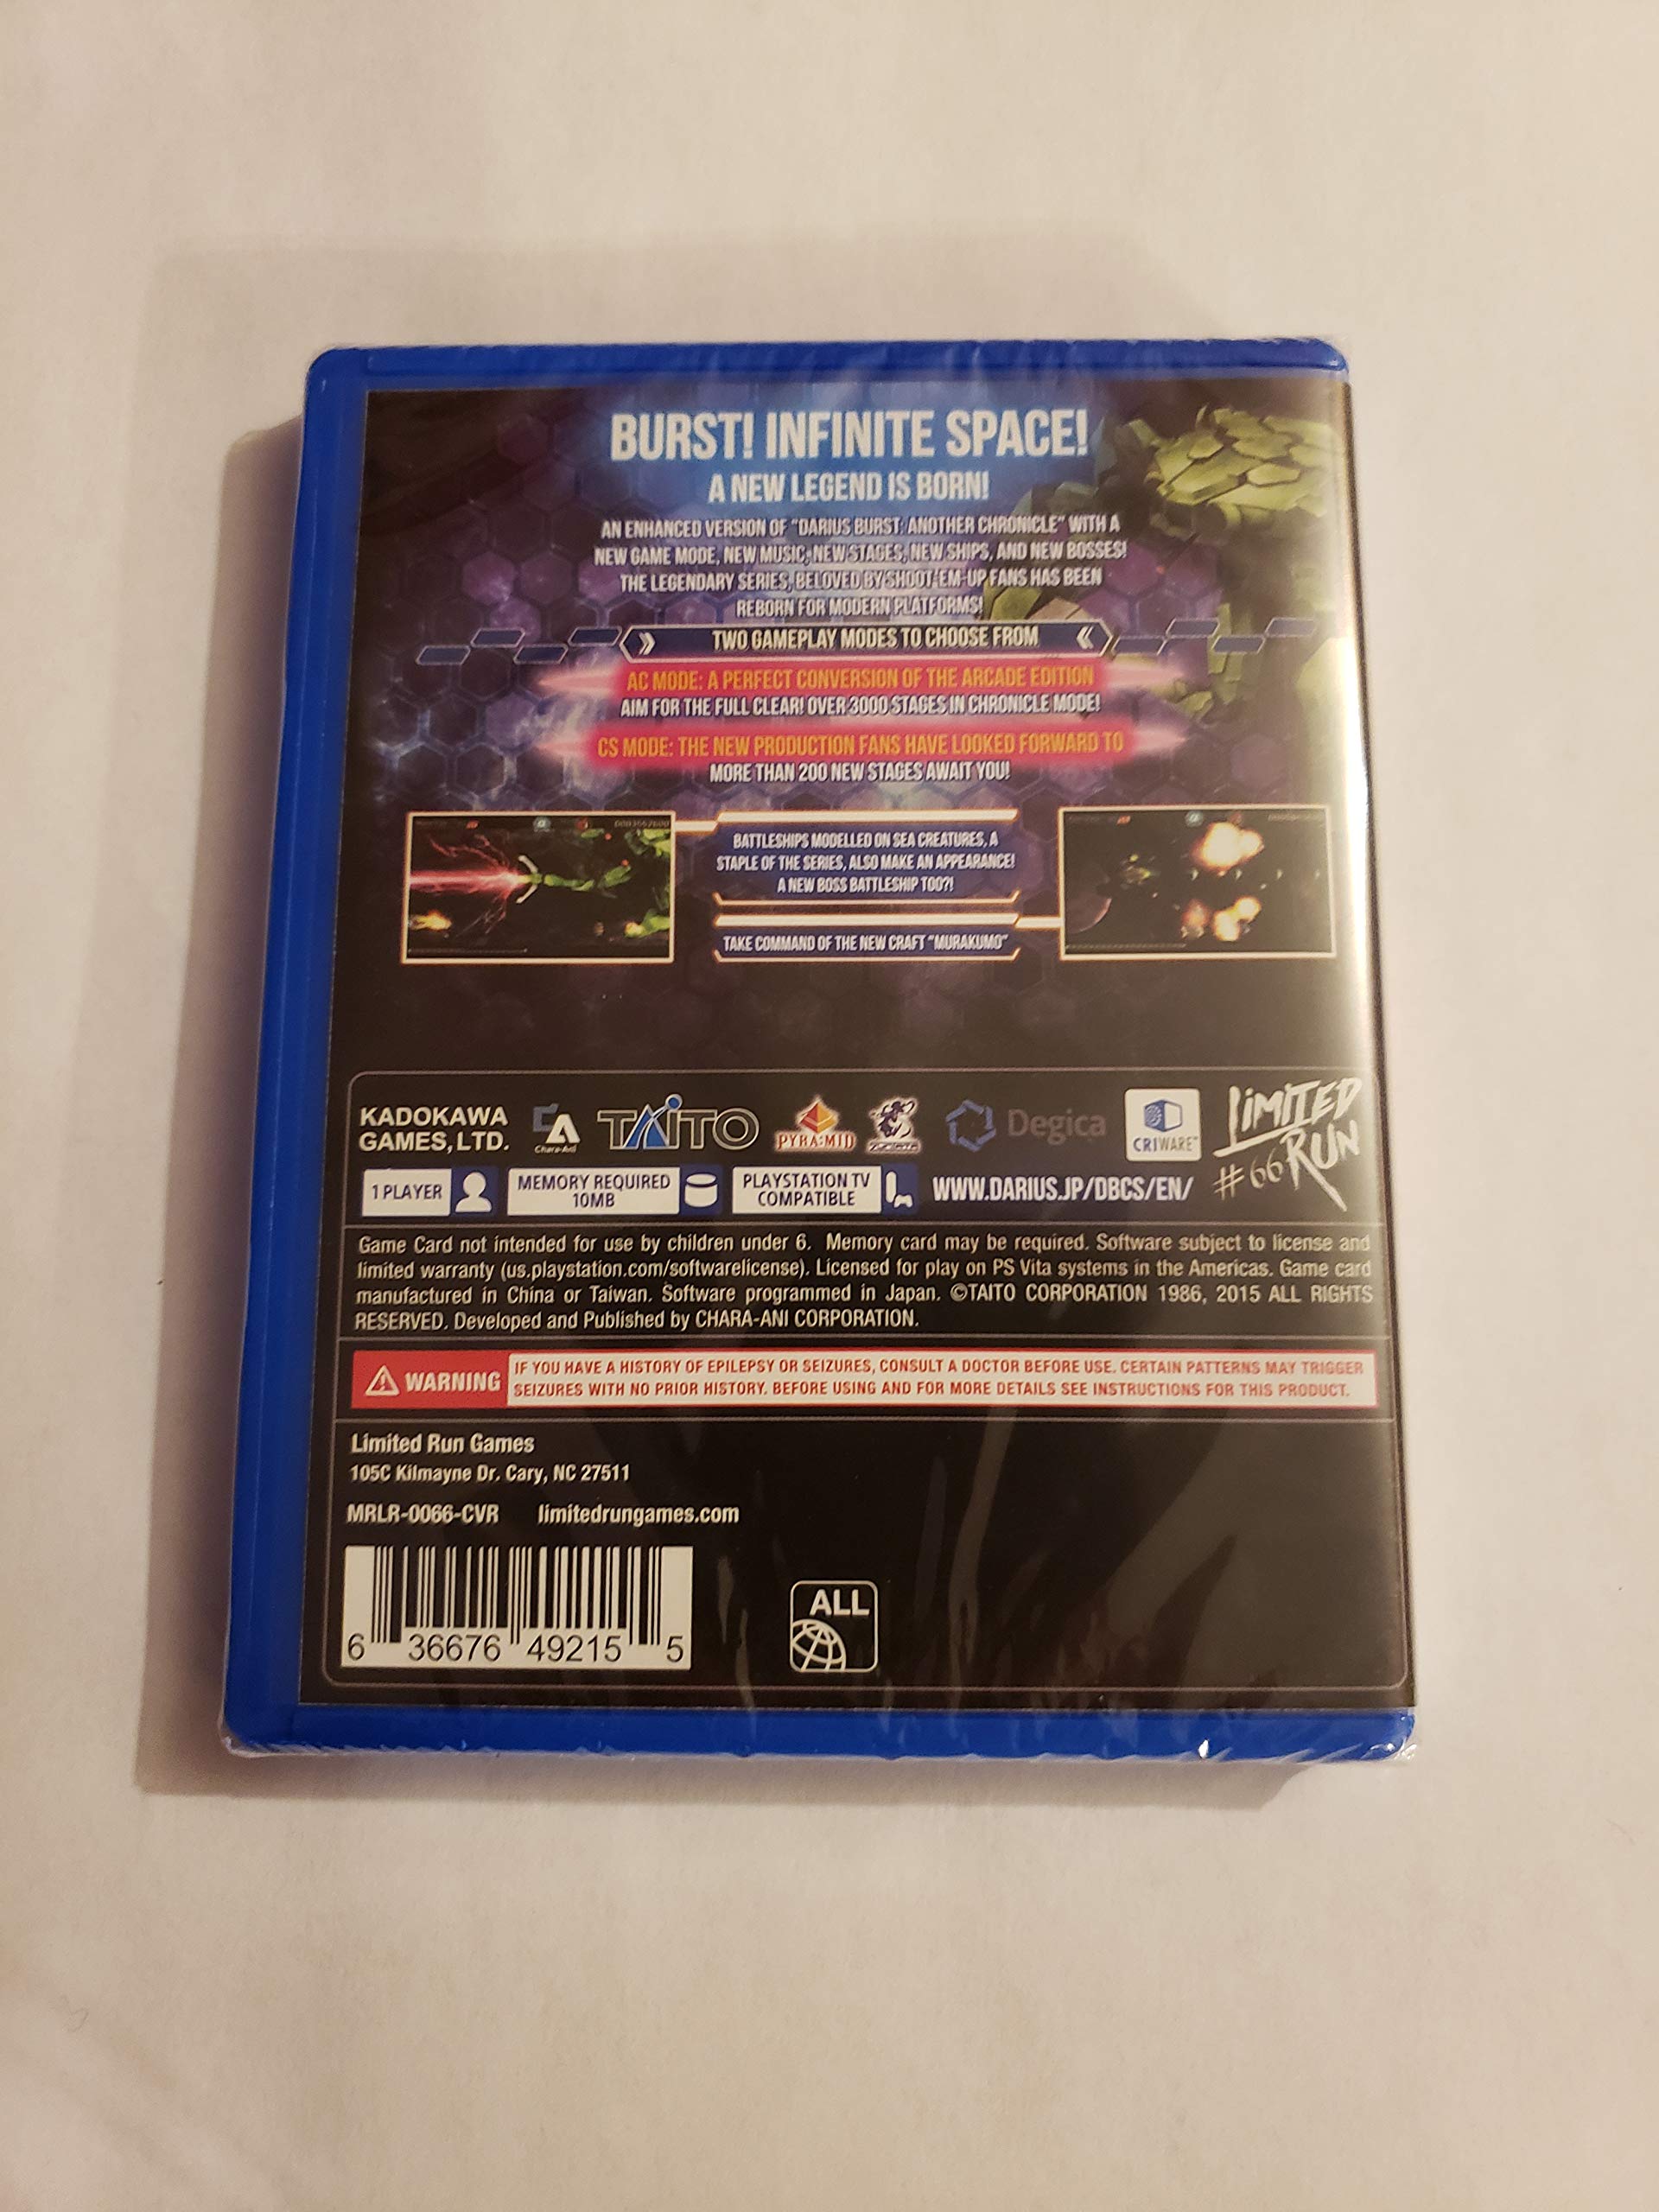 BURST! INFINITE SPACE!
A NEW LEGEND IS BORN!
AN ENHANCED VERSION OF "DARIUS BURST: ANOTHER CHRONICLE" WITH A
NEW GAME MODE, NEW MUSIC, NEW STAGES, NEW SHIPS, AND NEW BOSSES!
THE LEGENDARY SERIES, BELOVED BY SHOOT-'EM-UP FANS HAS BEEN
REBORN FOR MODERN PLATFORMS!
TWO GAMEPLAY MODES TO CHOOSE FROM
AC MODE: A PERFECT CONVERSION OF THE ARCADE EDITION
AIM FOR THE FULL CLEAR! OVER 3000 STAGES IN CHRONICLE MODE!
CS MODE: THE NEW PRODUCTION FANS HAVE LOOKED FORWARD TO
MORE THAN 200 NEW STAGES AWAIT YOU!
BATTLESHIPS MODELLED ON SEA CREATURES, A
STAPLE OF THE SERIES, ALSO MAKE AN APPEARANCE!
A NEW BOSS BATTLESHIP TOO?!
TAKE COMMAND OF THE NEW CRAFT "MURAKUMO"
KADOKAWA
GAMES, LTD.
CA
Chara-Ani
TAITO
PYRAMID
Degica
CRIWARE™
LIMITED
RUN
#66
1 PLAYER
MEMORY REQUIRED
10MB
PLAYSTATION TV
COMPATIBLE
WWW.DARIUS.JP/DBCS/EN/
Game Card not intended for use by children under 6. Memory card may be required. Software subject to license and
limited warranty (us.playstation.com/softwarelicense). Licensed for play on PS Vita systems in the Americas. Game card
manufactured in China or Taiwan. Software programmed in Japan. ©TAITO CORPORATION 1986, 2015 ALL RIGHTS
RESERVED. Developed and Published by CHARA-ANI CORPORATION.
WARNING
IF YOU HAVE A HISTORY OF EPILEPSY OR SEIZURES, CONSULT A DOCTOR BEFORE USE. CERTAIN PATTERNS MAY TRIGGER
SEIZURES WITH NO PRIOR HISTORY. BEFORE USING AND FOR MORE DETAILS SEE INSTRUCTIONS FOR THIS PRODUCT.
Limited Run Games
105C Kilmayne Dr. Cary, NC 27511
MRLR-0066-CVR limitedrungames.com
6 36676 49215 5
ALL